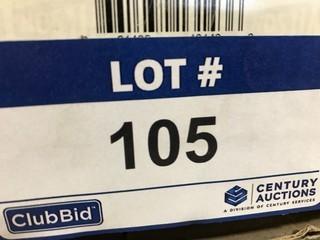 LOT #
105
ClubBid
CENTURY
AUCTIONS
A DIVISION OF CENTURY SERVICES